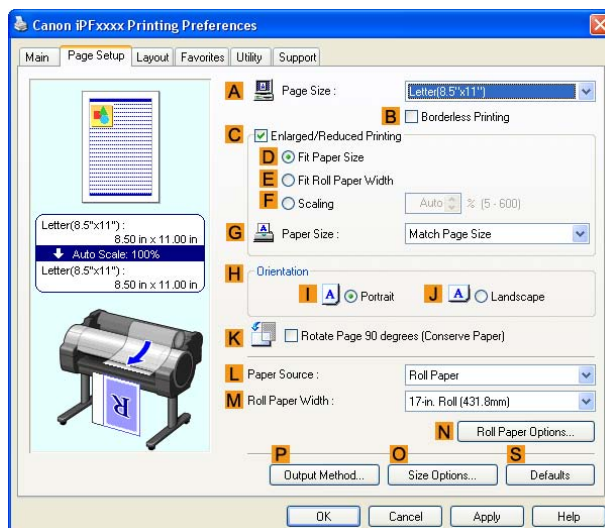 Canon iPFxxxx Printing Preferences
Main Page Setup Layout Favorites Utility Support
A Page Size : Letter(8.5"x11")
B Borderless Printing
C Enlarged/Reduced Printing
D Fit Paper Size
E Fit Roll Paper Width
F Scaling Auto % (5 - 600)
Letter(8.5"x11") :
8.50 in x 11.00 in
Auto Scale: 100%
Letter(8.5"x11") :
8.50 in x 11.00 in
G A Paper Size : Match Page Size
H Orientation
I A Portrait J A Landscape
K Rotate Page 90 degrees (Conserve Paper)
R
L Paper Source : Roll Paper
M Roll Paper Width : 17-in. Roll (431.8mm)
N Roll Paper Options...
P O S
Output Method... Size Options... Defaults
OK Cancel Apply Help